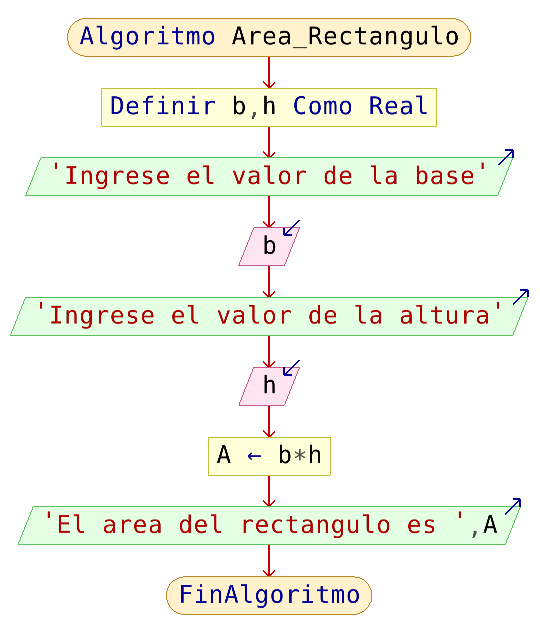 Algoritmo Area_Rectangulo
Definir b,h Como Real
'Ingrese el valor de la base'
b
'Ingrese el valor de la altura'
h
A ← b*h
'El area del rectangulo es ',A
FinAlgoritmo